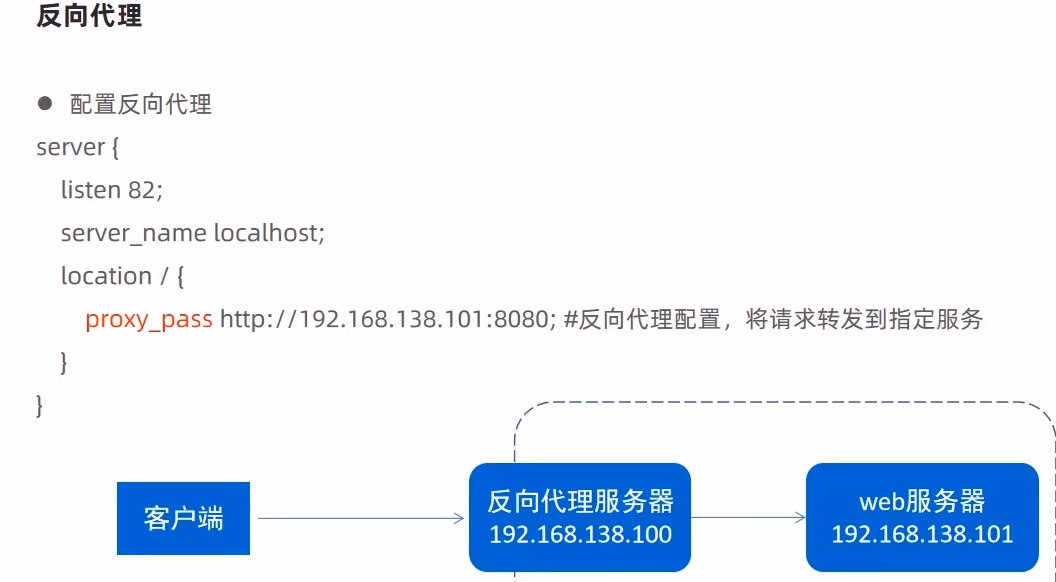 反向代理
● 配置反向代理
server {
listen 82;
server_name localhost;
location / {
proxy_pass http://192.168.138.101:8080; #反向代理配置，将请求转发到指定服务
}
}
客户端
反向代理服务器
192.168.138.100
web服务器
192.168.138.101